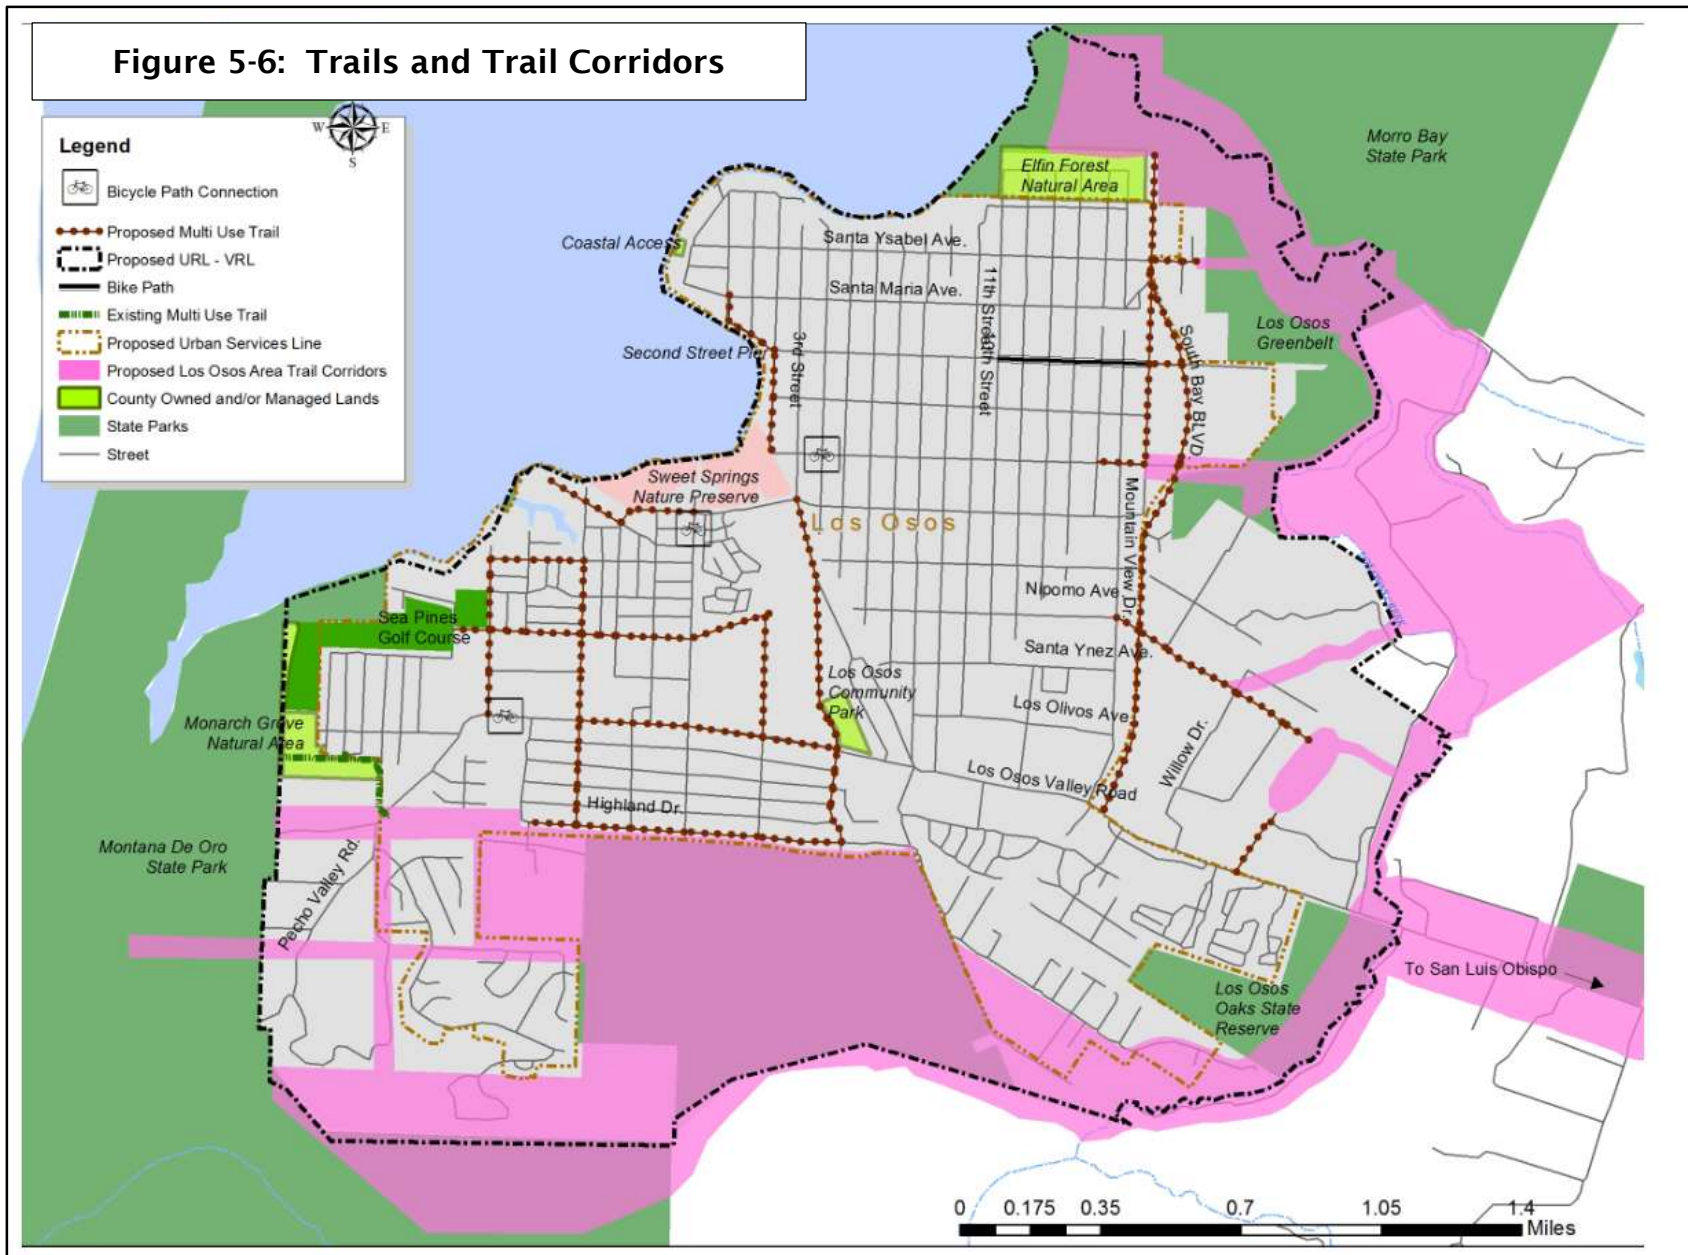 Figure 5-6:  Trails and Trail Corridors
W
E
S
Legend
Bicycle Path Connection
Proposed Multi Use Trail
Proposed URL - VRL
Bike Path
Existing Multi Use Trail
Proposed Urban Services Line
Proposed Los Osos Area Trail Corridors
County Owned and/or Managed Lands
State Parks
Street
Morro Bay
State Park
Elfin Forest
Natural Area
Coastal Access
Santa Ysabel Ave.
Santa Maria Ave.
11th Street
Los Osos
Greenbelt
Second Street Pier
3rd Street
10th Street
South Bay BLVD.
Sweet Springs
Nature Preserve
Los Osos
Mountain View Dr.
Nipomo Ave.
Sea Pines
Golf Course
Santa Ynez Ave.
Los Osos
Community
Park
Los Olivos Ave.
Monarch Grove
Natural Area
Willow Dr.
Los Osos Valley Road
Highland Dr.
Montana De Oro
State Park
Pecho Valley Rd.
To San Luis Obispo
Los Osos
Oaks State
Reserve
0 0.175 0.35 0.7 1.05 1.4
Miles